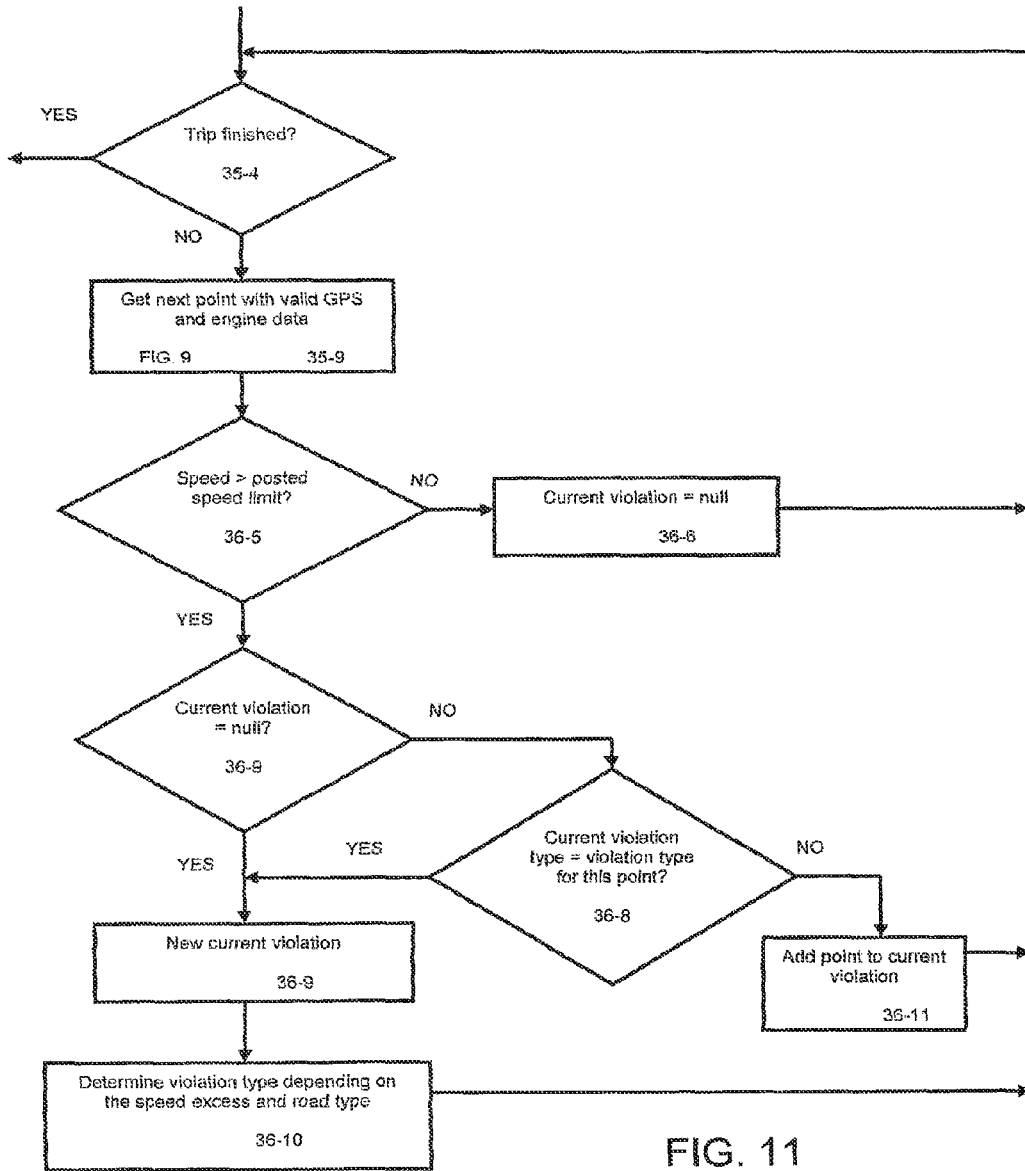 YES
Trip finished?
35-4
NO
Get next point with valid GPS
and engine data
FIG. 9 35-9
Speed > posted
speed limit?
36-5
NO
Current violation = null
36-6
YES
Current violation
= null?
36-9
NO
YES
YES
Current violation
type = violation type
for this point?
36-8
NO
New current violation
36-9
Add point to current
violation
36-11
Determine violation type depending on
the speed excess and road type
36-10
FIG. 11